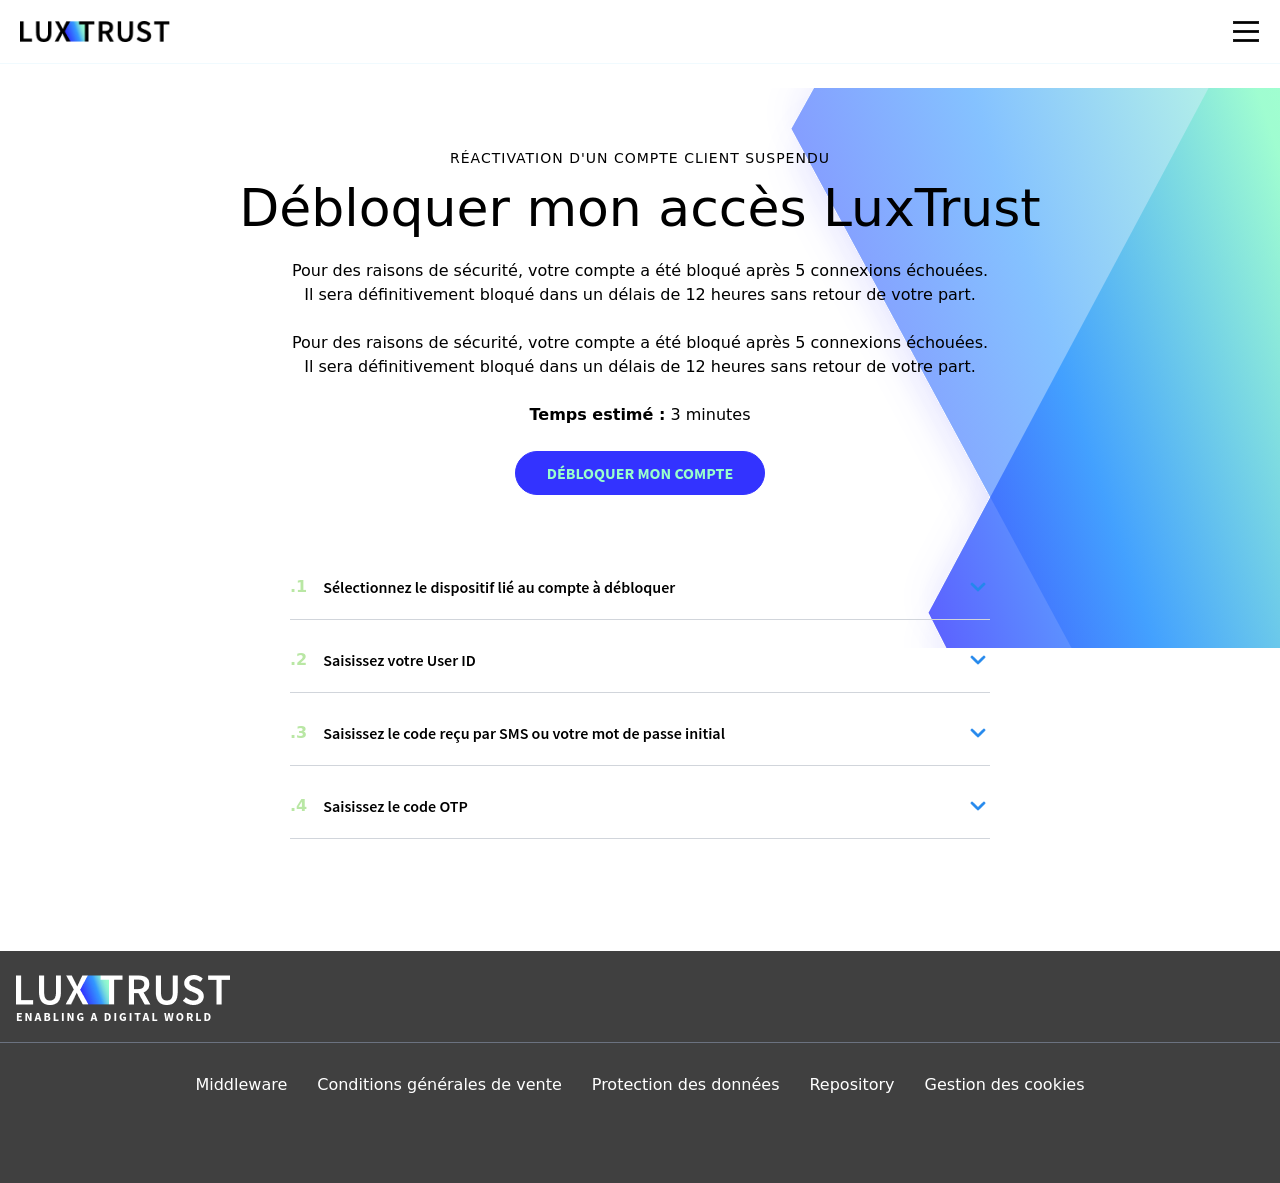 LUXTRUST
RÉACTIVATION D'UN COMPTE CLIENT SUSPENDU
Débloquer mon accès LuxTrust
Pour des raisons de sécurité, votre compte a été bloqué après 5 connexions échouées.
Il sera définitivement bloqué dans un délais de 12 heures sans retour de votre part.
Pour des raisons de sécurité, votre compte a été bloqué après 5 connexions échouées.
Il sera définitivement bloqué dans un délais de 12 heures sans retour de votre part.
Temps estimé : 3 minutes
DÉBLOQUER MON COMPTE
.1 Sélectionnez le dispositif lié au compte à débloquer
.2 Saisissez votre User ID
.3 Saisissez le code reçu par SMS ou votre mot de passe initial
.4 Saisissez le code OTP
LUXTRUST
ENABLING A DIGITAL WORLD
Middleware Conditions générales de vente Protection des données Repository Gestion des cookies